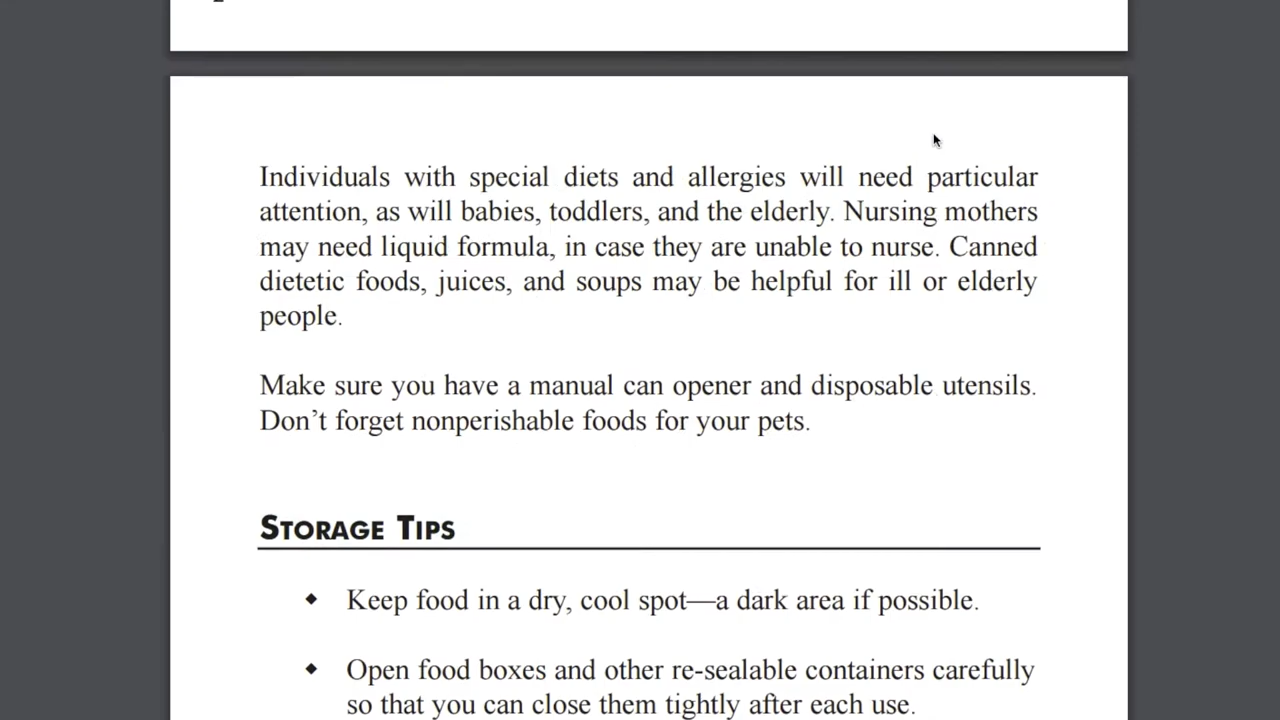 Individuals with special diets and allergies will need particular
attention, as will babies, toddlers, and the elderly. Nursing mothers
may need liquid formula, in case they are unable to nurse. Canned
dietetic foods, juices, and soups may be helpful for ill or elderly
people.
Make sure you have a manual can opener and disposable utensils.
Don’t forget nonperishable foods for your pets.
STORAGE TIPS
◆ Keep food in a dry, cool spot—a dark area if possible.
◆ Open food boxes and other re-sealable containers carefully
so that you can close them tightly after each use.